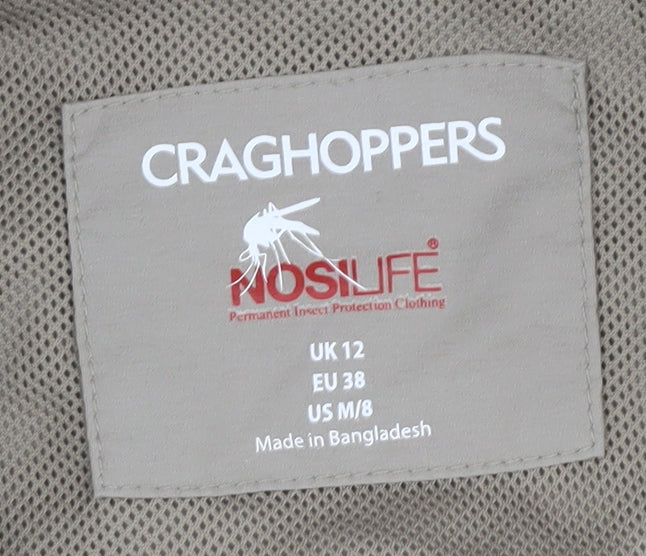 CRAGHOPPERS
NOSILIFE®
Permanent Insect Protection Clothing
UK 12
EU 38
US M/8
Made in Bangladesh